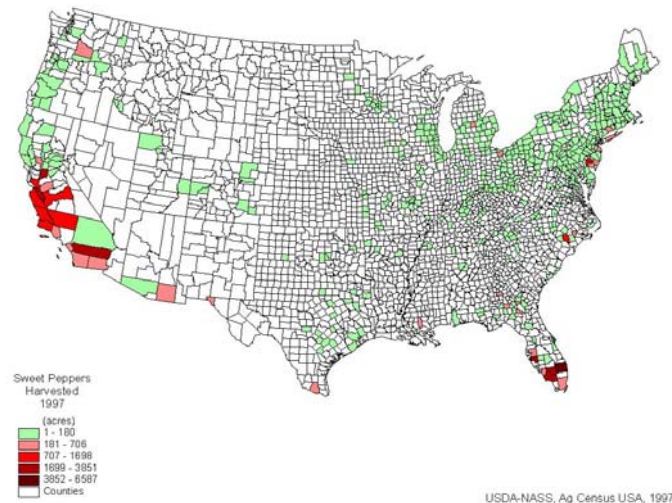 Sweet Peppers
Harvested
1997
(acres)
1 - 180
181 - 706
707 - 1698
1699 - 3851
3852 - 6587
Counties
USDA-NASS, Ag Census USA, 1997